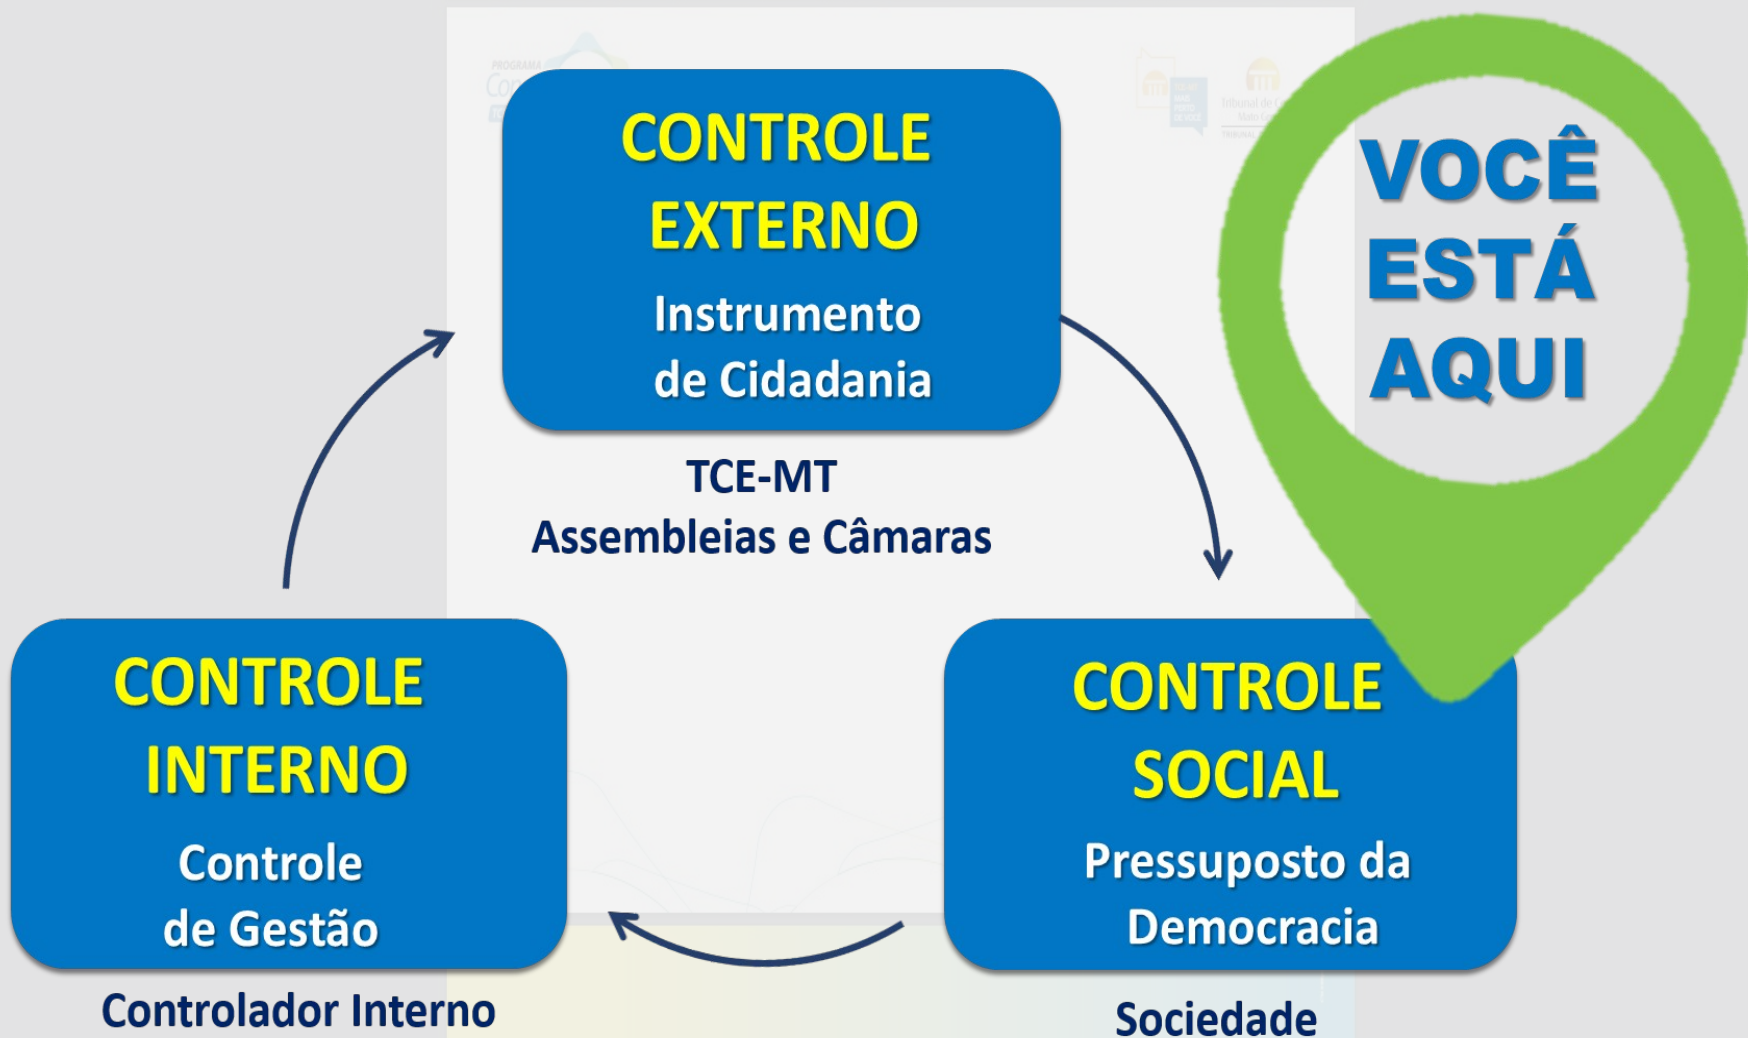 PROGRAMA
CONTROLE
EXTERNO
Instrumento
de Cidadania
TCE-MT
Assembleias e Câmaras
VOCÊ
ESTÁ
AQUI
CONTROLE
INTERNO
Controle
de Gestão
Controlador Interno
CONTROLE
SOCIAL
Pressuposto da
Democracia
Sociedade